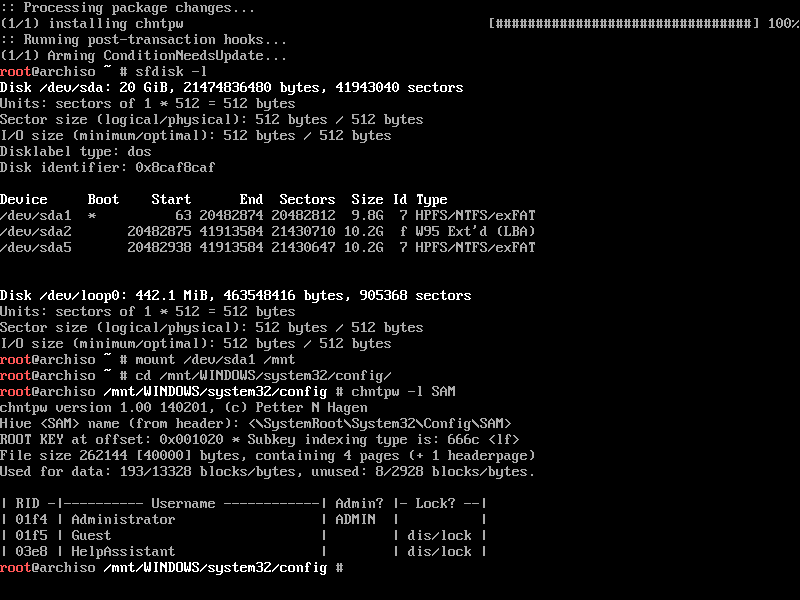 :: Processing package changes...
(1/1) installing chntpw [################################] 100%
:: Running post-transaction hooks...
(1/1) Arming ConditionNeedsUpdate...
root@archiso ~ # sfdisk -l
Disk /dev/sda: 20 GiB, 21474836480 bytes, 41943040 sectors
Units: sectors of 1 * 512 = 512 bytes
Sector size (logical/physical): 512 bytes / 512 bytes
I/O size (minimum/optimal): 512 bytes / 512 bytes
Disklabel type: dos
Disk identifier: 0x8caf8caf

Device     Boot    Start      End  Sectors  Size Id Type
/dev/sda1  *          63 20482874 20482812  9.8G  7 HPFS/NTFS/exFAT
/dev/sda2       20482875 41913584 21430710 10.2G  f W95 Ext'd (LBA)
/dev/sda5       20482938 41913584 21430647 10.2G  7 HPFS/NTFS/exFAT


Disk /dev/loop0: 442.1 MiB, 463548416 bytes, 905368 sectors
Units: sectors of 1 * 512 = 512 bytes
Sector size (logical/physical): 512 bytes / 512 bytes
I/O size (minimum/optimal): 512 bytes / 512 bytes
root@archiso ~ # mount /dev/sda1 /mnt
root@archiso ~ # cd /mnt/WINDOWS/system32/config/
root@archiso /mnt/WINDOWS/system32/config # chntpw -l SAM
chntpw version 1.00 140201, (c) Petter N Hagen
Hive <SAM> name (from header): <\SystemRoot\System32\Config\SAM>
ROOT KEY at offset: 0x001020 * Subkey indexing type is: 666c <lf>
File size 262144 [40000] bytes, containing 4 pages (+ 1 headerpage)
Used for data: 193/13328 blocks/bytes, unused: 8/2928 blocks/bytes.

| RID -|---------- Username ------------| Admin? |- Lock? --|
| 01f4 | Administrator                  | ADMIN  |          |
| 01f5 | Guest                          |        | dis/lock |
| 03e8 | HelpAssistant                  |        | dis/lock |
root@archiso /mnt/WINDOWS/system32/config #